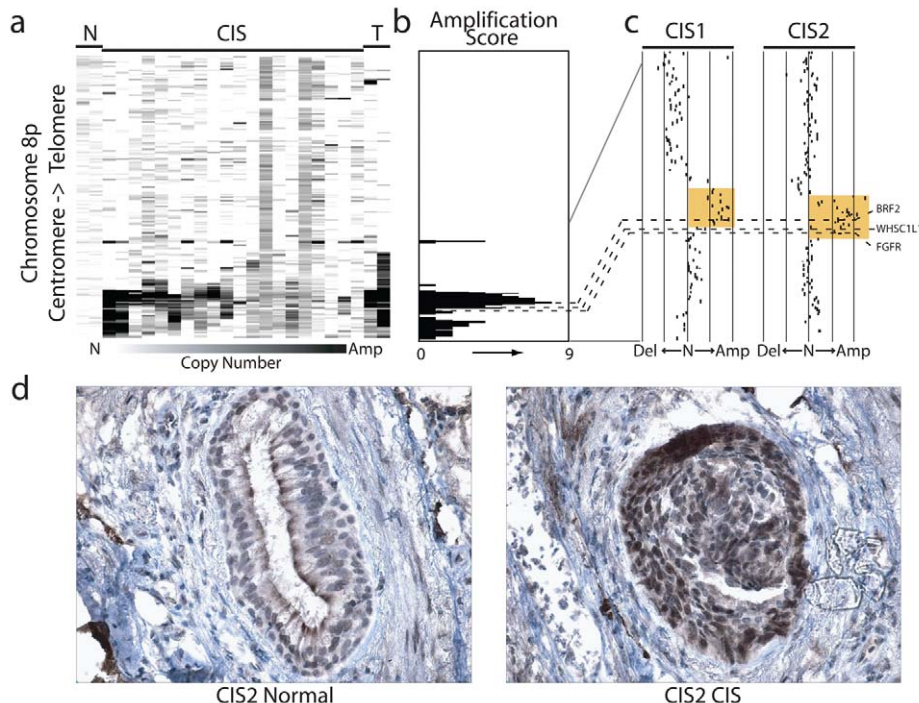 a
N CIS T
Chromosome 8p
Centromere -> Telomere
N Amp
Copy Number
b
Amplification
Score
0 9
c
CIS1 CIS2
BRF2
WHSC1L1
FGFR
Del N Amp Del N Amp
d
CIS2 Normal CIS2 CIS